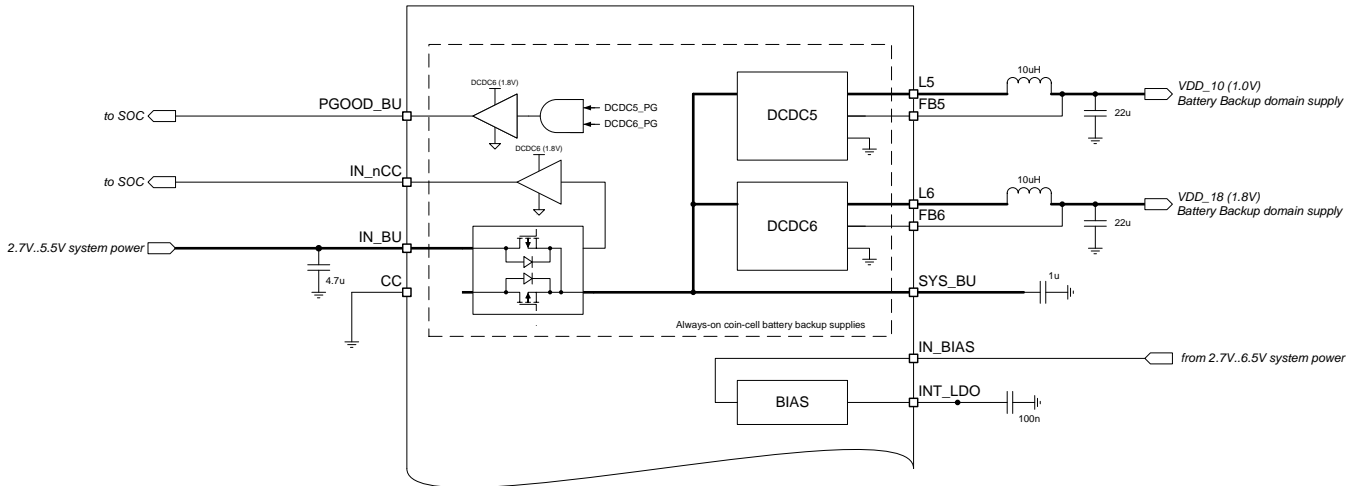 DCDC6 (1.8V)
PGOOD_BU
to SOC
DCDC5_PG
DCDC6_PG
DCDC6 (1.8V)
IN_nCC
to SOC
IN_BU
2.7V..5.5V system power
4.7u
CC
DCDC5
L5
FB5
10uH
VDD_10 (1.0V)
Battery Backup domain supply
22u
DCDC6
L6
FB6
10uH
VDD_18 (1.8V)
Battery Backup domain supply
22u
SYS_BU
1u
Always-on coin-cell battery backup supplies
IN_BIAS
from 2.7V..6.5V system power
BIAS
INT_LDO
100n